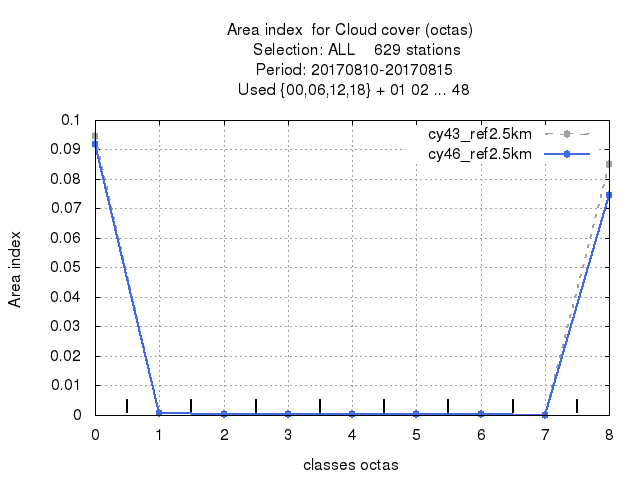 Area index  for Cloud cover (octas)
Selection: ALL    629 stations
Period: 20170810-20170815
Used {00,06,12,18} + 01 02 ... 48
cy43_ref2.5km
cy46_ref2.5km
0.1
0.09
0.08
0.07
0.06
0.05
0.04
0.03
0.02
0.01
0
Area index
0 1 2 3 4 5 6 7 8
classes octas